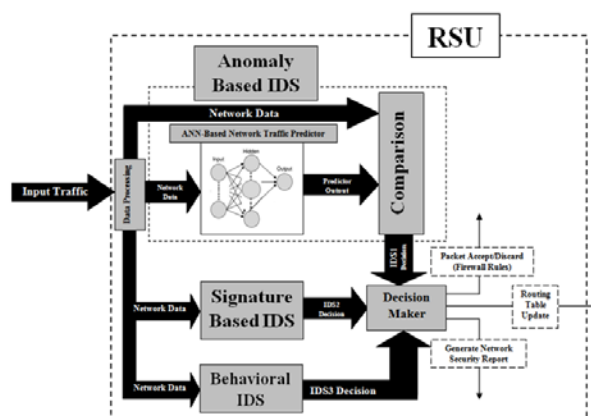 RSU
Anomaly
Based IDS
Network Data
ANN-Based Network Traffic Predictor
Input
Hidden
Output
Input Traffic
Data Processing
Network
Data
Predictor
Output
Comparison
IDS1
Decision
Packet Accept/Discard
(Firewall Rules)
Network Data
Signature
Based IDS
IDS2
Decision
Decision
Maker
Routing
Table
Update
Generate Network
Security Report
Network Data
Behavioral
IDS
IDS3 Decision